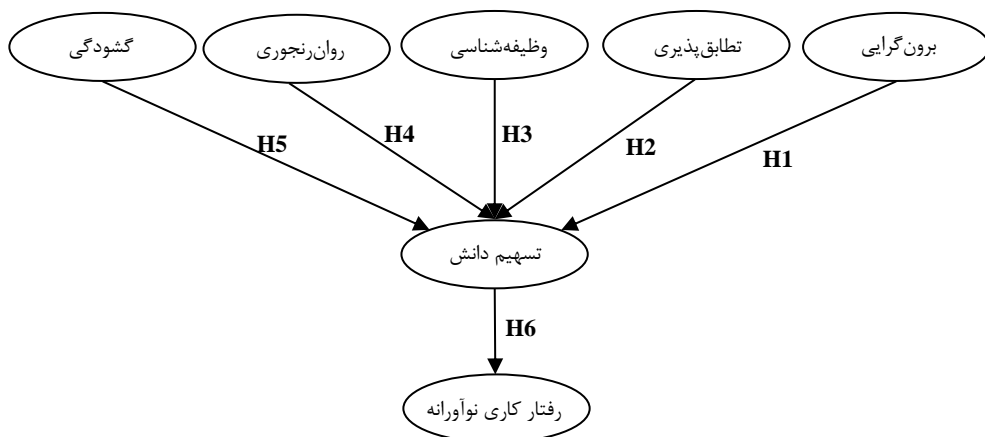 برون‌گرایی
تطابق‌پذیری
وظیفه‌شناسی
روان‌رنجوری
گشودگی
H1
H2
H3
H4
H5
تسهیم دانش
H6
رفتار کاری نوآورانه